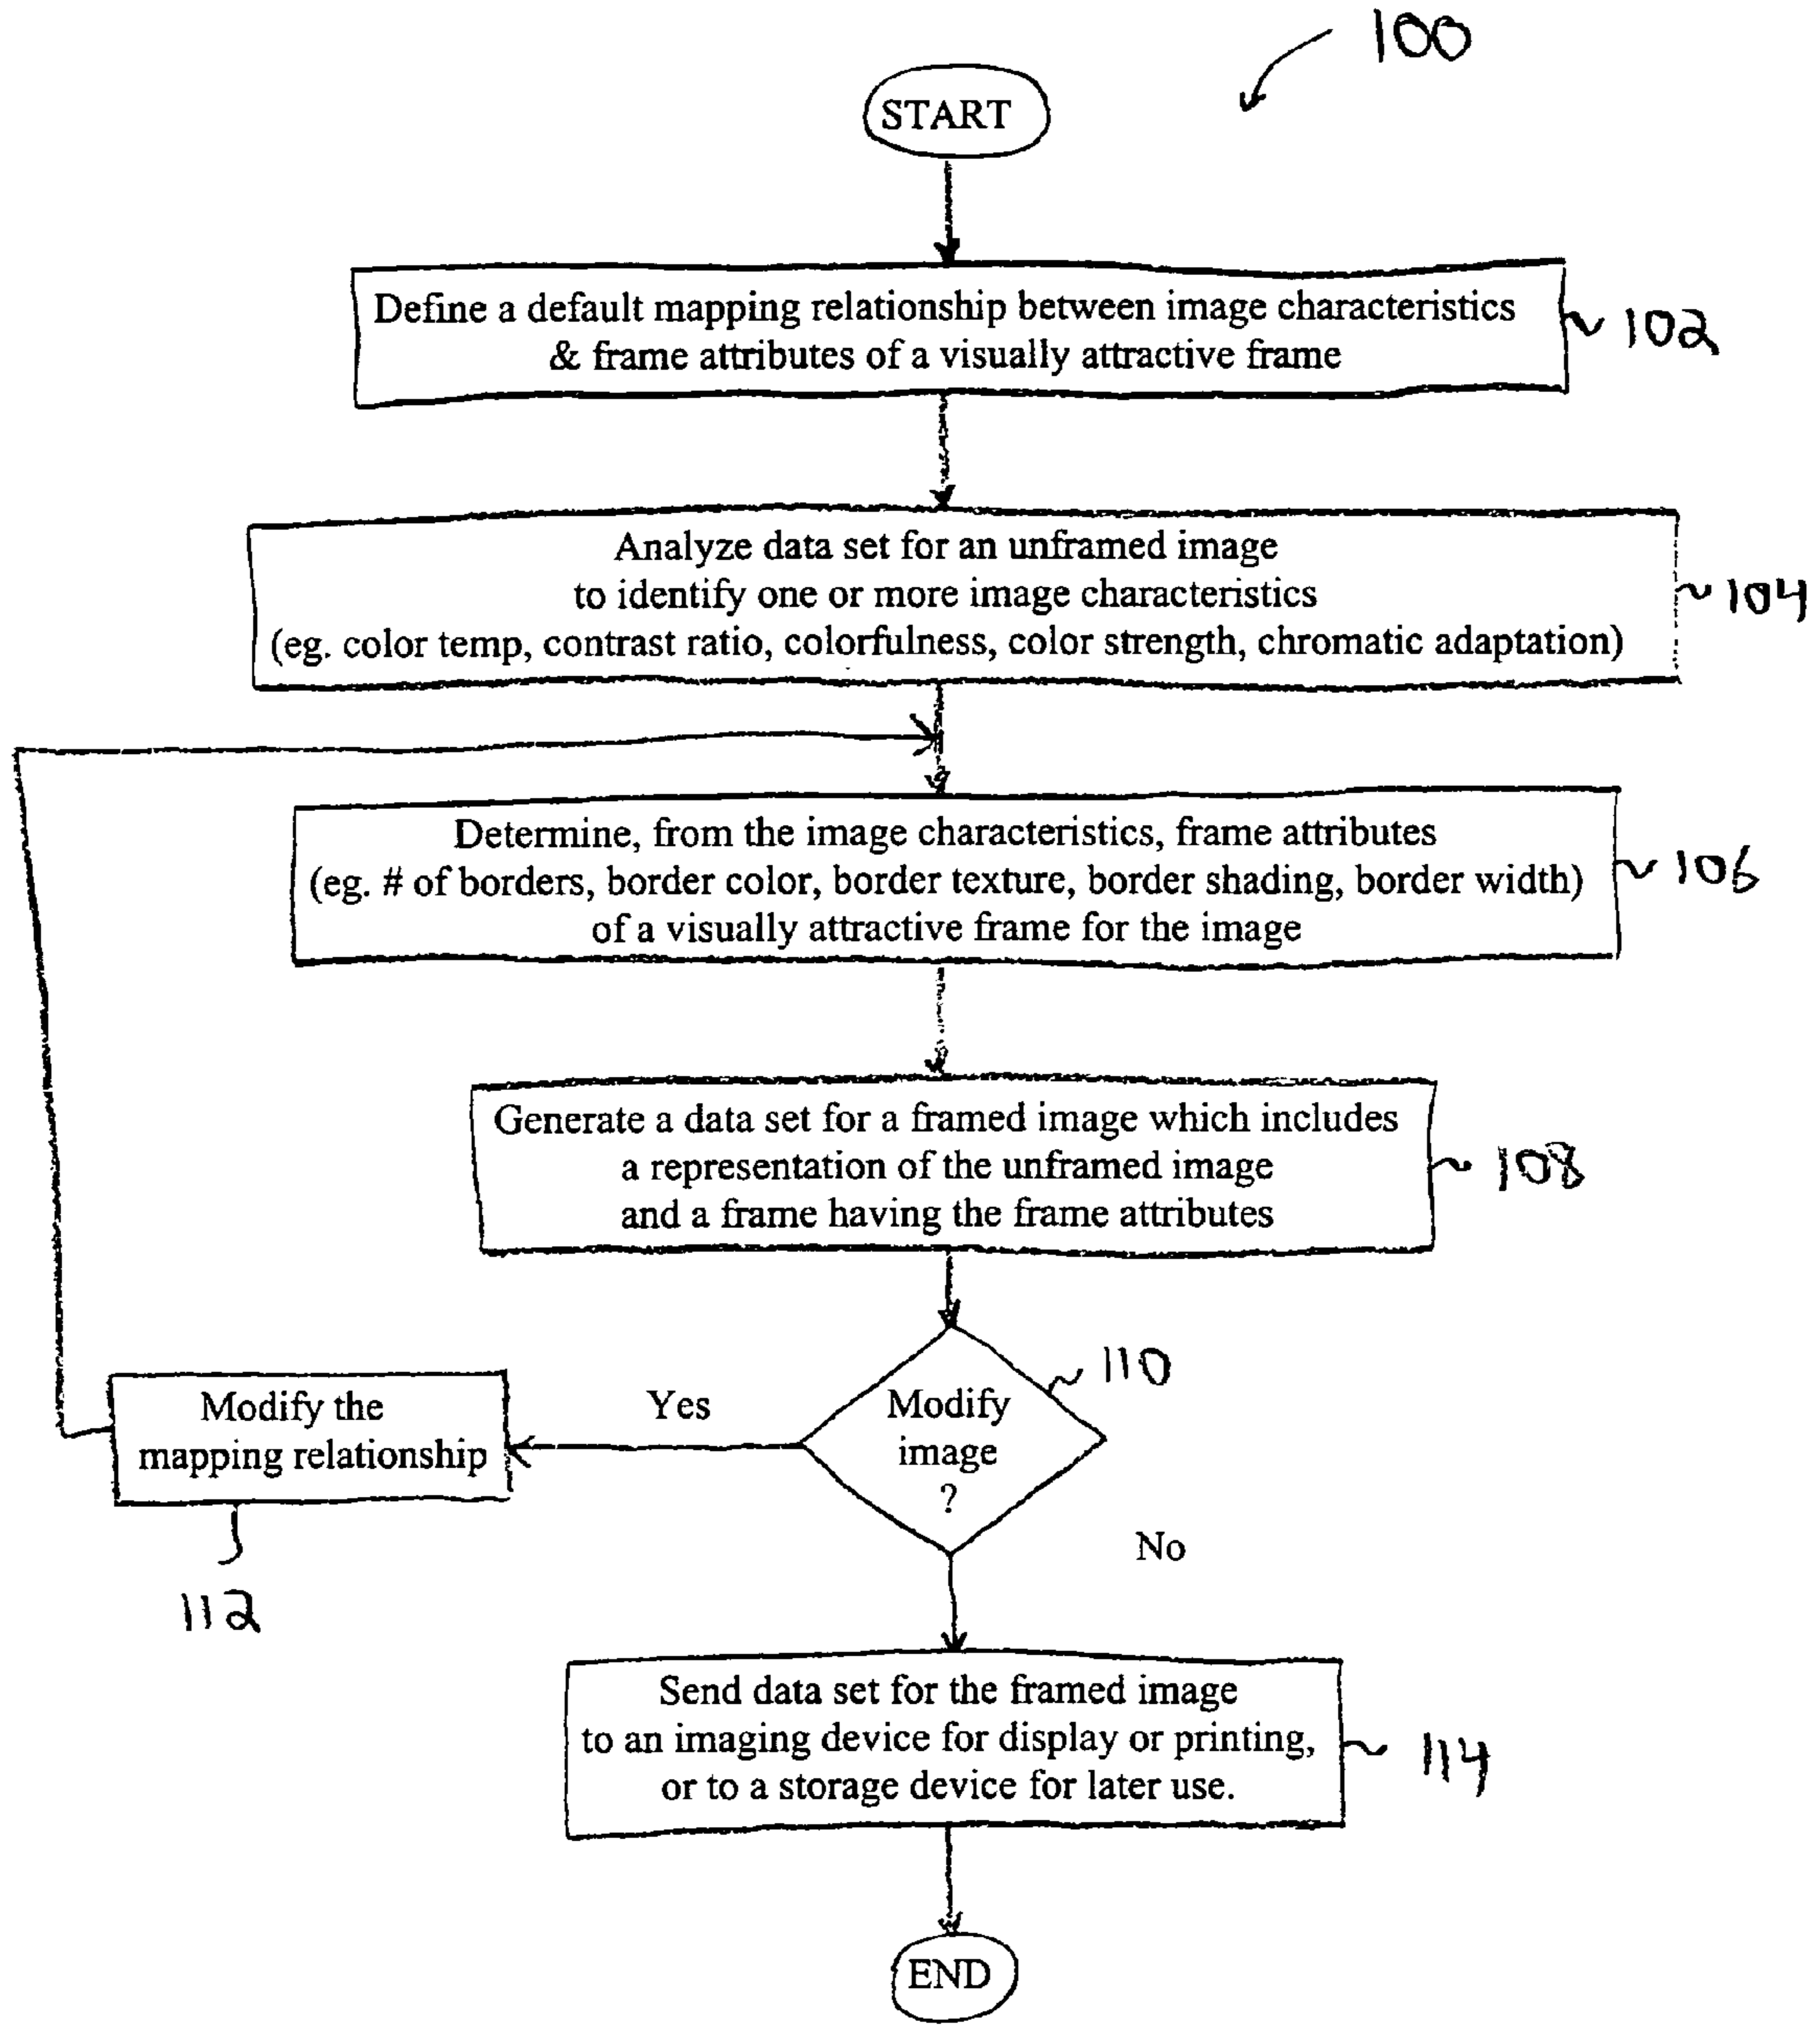 100
START
Define a default mapping relationship between image characteristics
& frame attributes of a visually attractive frame
102
Analyze data set for an unframed image
to identify one or more image characteristics
(eg. color temp, contrast ratio, colorfulness, color strength, chromatic adaptation)
104
Determine, from the image characteristics, frame attributes
(eg. # of borders, border color, border texture, border shading, border width)
of a visually attractive frame for the image
106
Generate a data set for a framed image which includes
a representation of the unframed image
and a frame having the frame attributes
108
110
Modify
image
?
Yes
Modify the
mapping relationship
112
No
Send data set for the framed image
to an imaging device for display or printing,
or to a storage device for later use.
114
END